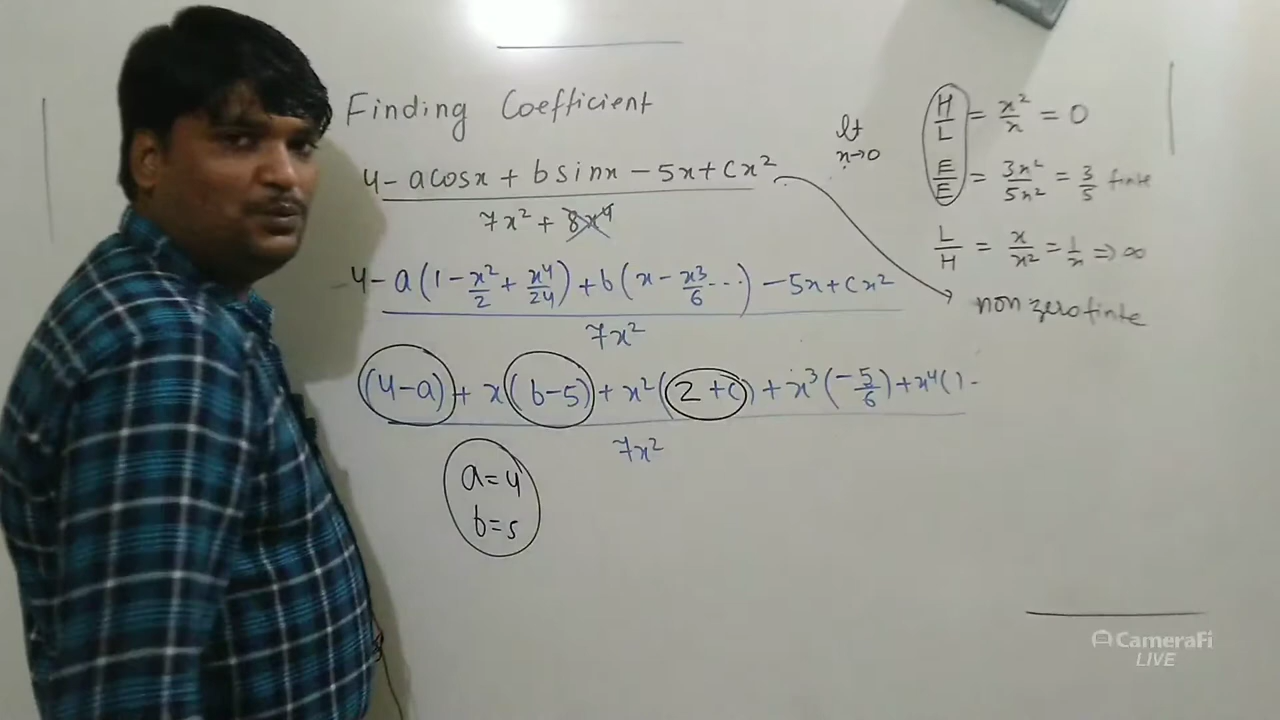 Finding Coefficient
lt
x→0
4 - acosx + bsinx - 5x + cx²
7x² + 8x⁴
4 - a(1 - x²/2 + x⁴/24) + b(x - x³/6 ...) - 5x + cx²
7x²
(4-a) + x(b-5) + x²(2+c) + x³(-5/6) + x⁴(1-
7x²
a=4
b=5
H/L = x²/x = 0
E/E = 3x²/5x² = 3/5 finte
L/H = x/x² = 1/x ⇒ ∞
non zero finte
CameraFi
LIVE